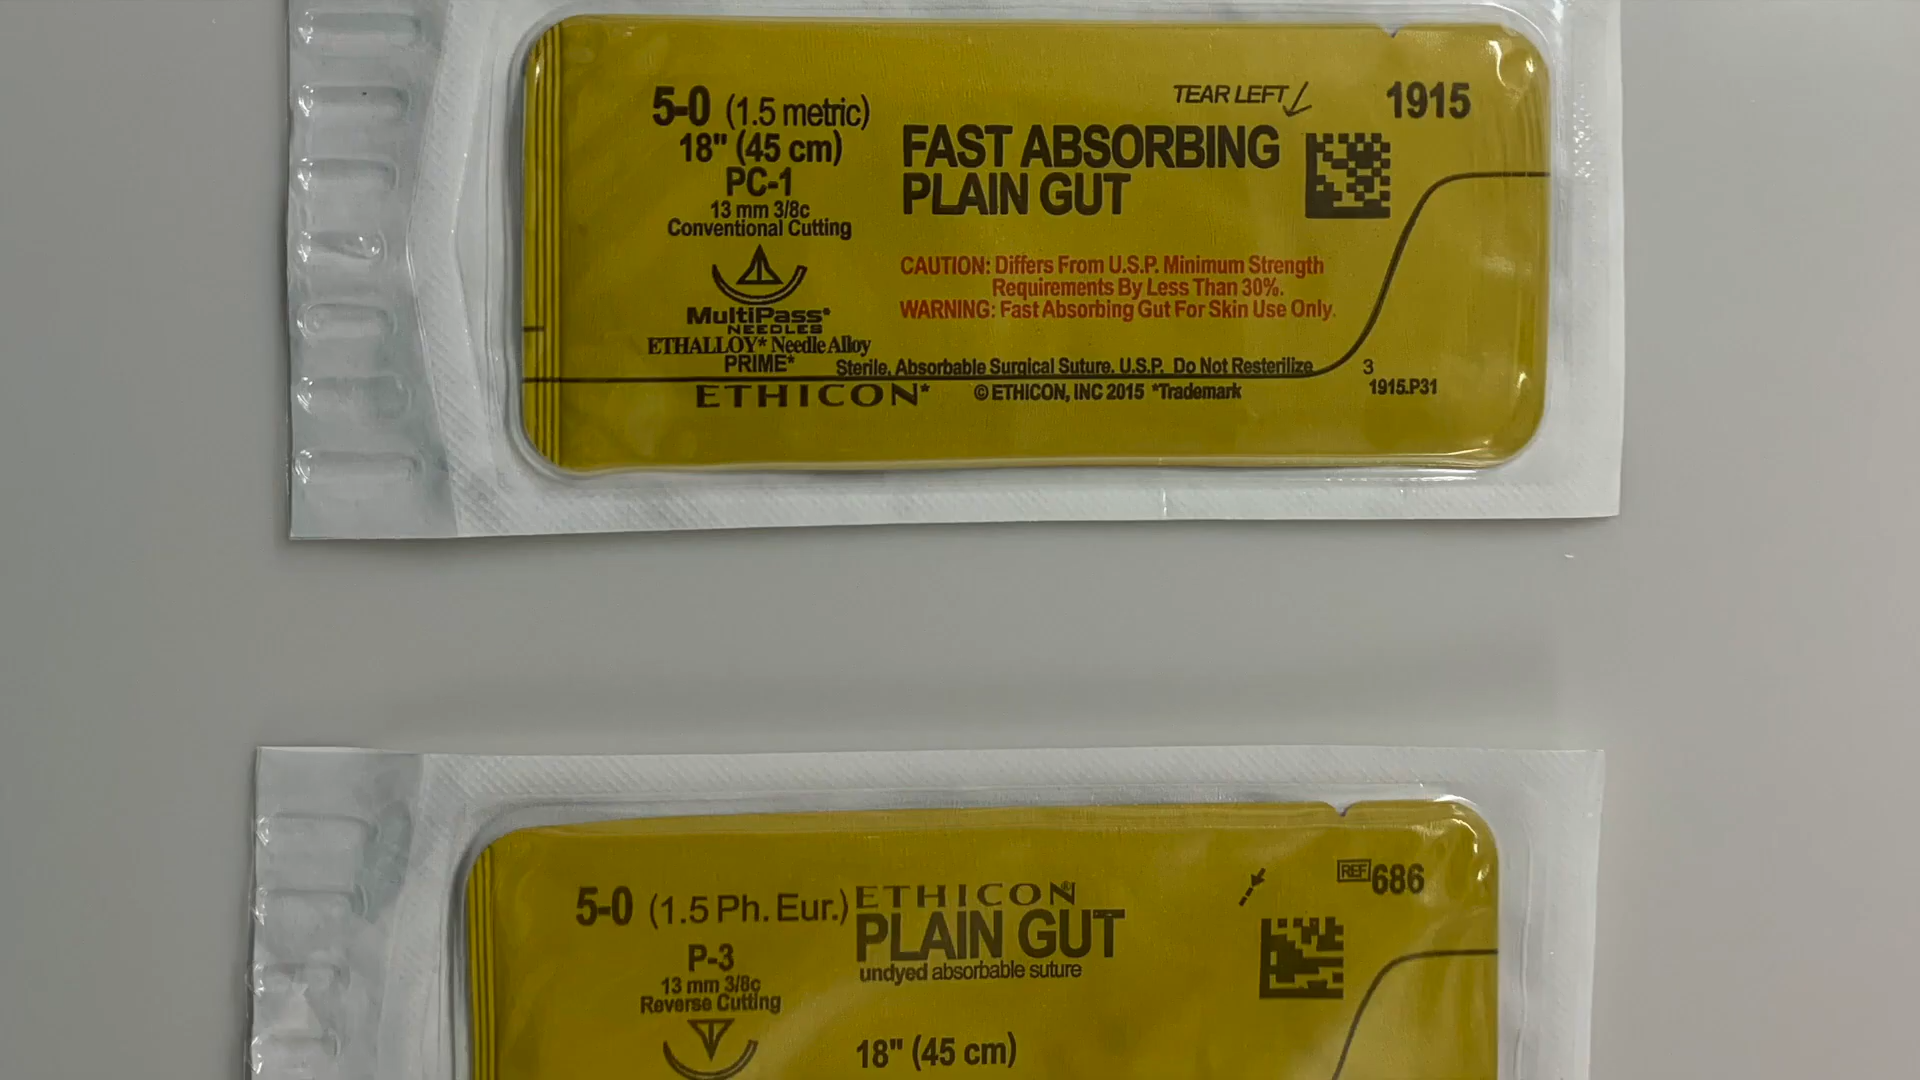 5-0 (1.5 metric)
18" (45 cm)
PC-1
13 mm 3/8c
Conventional Cutting
MultiPass*
NEEDLES
ETHALLOY* Needle Alloy
PRIME*
TEAR LEFT
1915
FAST ABSORBING
PLAIN GUT
CAUTION: Differs From U.S.P. Minimum Strength
Requirements By Less Than 30%.
WARNING: Fast Absorbing Gut For Skin Use Only.
Sterile, Absorbable Surgical Suture. U.S.P. Do Not Resterilize
3
ETHICON* © ETHICON, INC 2015 *Trademark
1915.P31
5-0 (1.5 Ph. Eur.)
P-3
13 mm 3/8c
Reverse Cutting
ETHICON®
PLAIN GUT
undyed absorbable suture
18" (45 cm)
REF 686